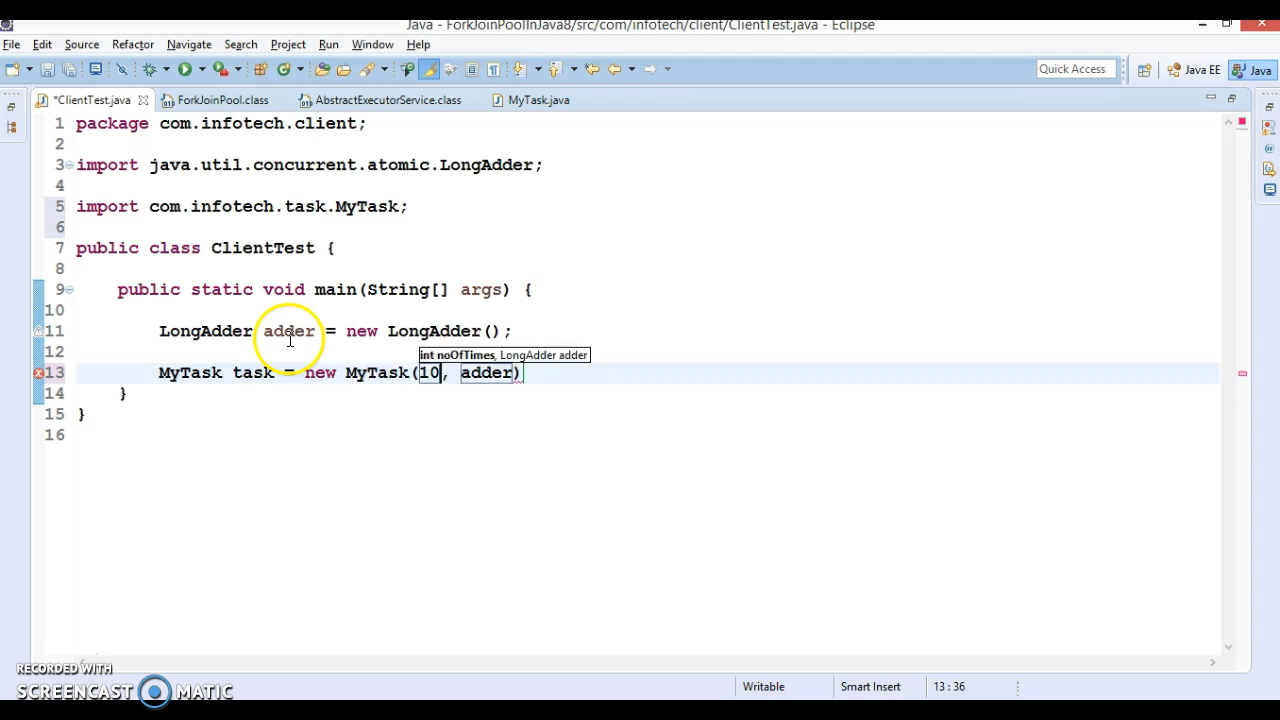 Java - ForkJoinPoolInJava8/src/com/infotech/client/ClientTest.java - Eclipse
File Edit Source Refactor Navigate Search Project Run Window Help
Quick Access Java EE Java
*ClientTest.java ForkJoinPool.class AbstractExecutorService.class MyTask.java
1 package com.infotech.client;
2
3 import java.util.concurrent.atomic.LongAdder;
4
5 import com.infotech.task.MyTask;
6
7 public class ClientTest {
8
9 public static void main(String[] args) {
10
11 LongAdder adder = new LongAdder();
12
int noOfTimes, LongAdder adder
13 MyTask task = new MyTask(10, adder)
14 }
15 }
16
RECORDED WITH
SCREENCAST MATIC
Writable Smart Insert 13 : 36